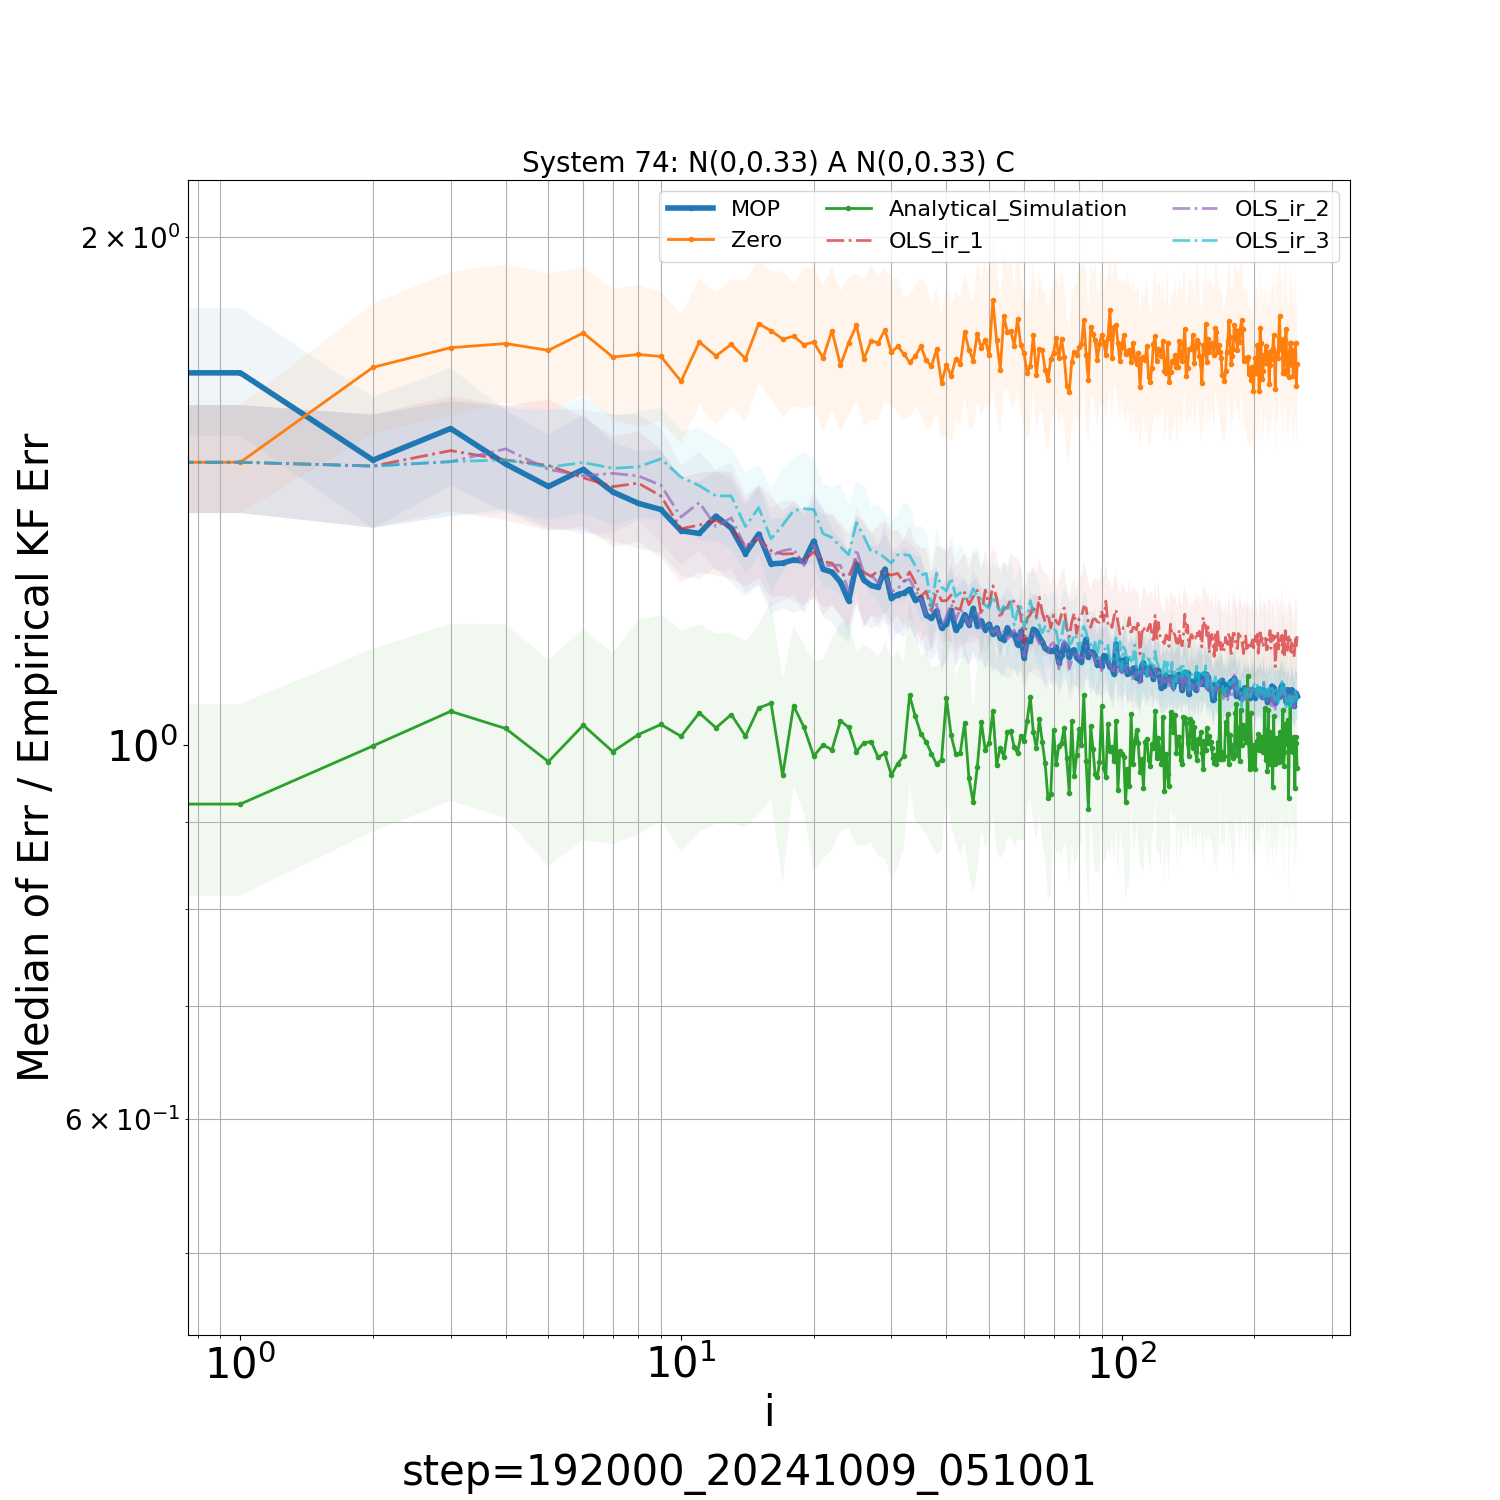 System 74: N(0,0.33) A N(0,0.33) C
MOP
Zero
Analytical_Simulation
OLS_ir_1
OLS_ir_2
OLS_ir_3
Median of Err / Empirical KF Err
2 × 10⁰
10⁰
6 × 10⁻¹
10⁰ 10¹ 10²
i
step=192000_20241009_051001